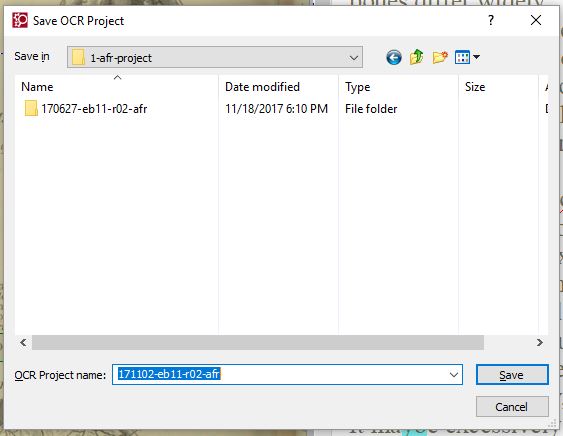 bones differ widely
Save OCR Project
Save in
1-afr-project
Name Date modified Type Size
170627-eb11-r02-afr 11/18/2017 6:10 PM File folder
OCR Project name: 171102-eb11-r02-afr Save
Cancel
it may be excessively